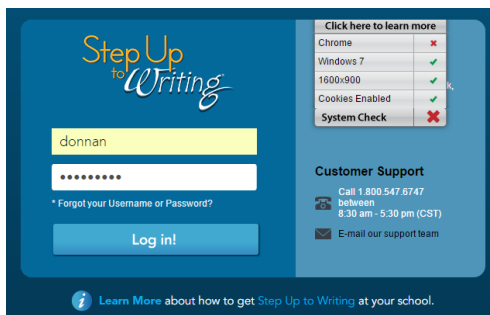 Step Up
to Writing
donnan
* Forgot your Username or Password?
Log in!
Click here to learn more
Chrome
Windows 7
1600x900
Cookies Enabled
System Check
k,
Customer Support
Call 1.800.547.6747
between
8:30 am - 5:30 pm (CST)
E-mail our support team
Learn More about how to get Step Up to Writing at your school.